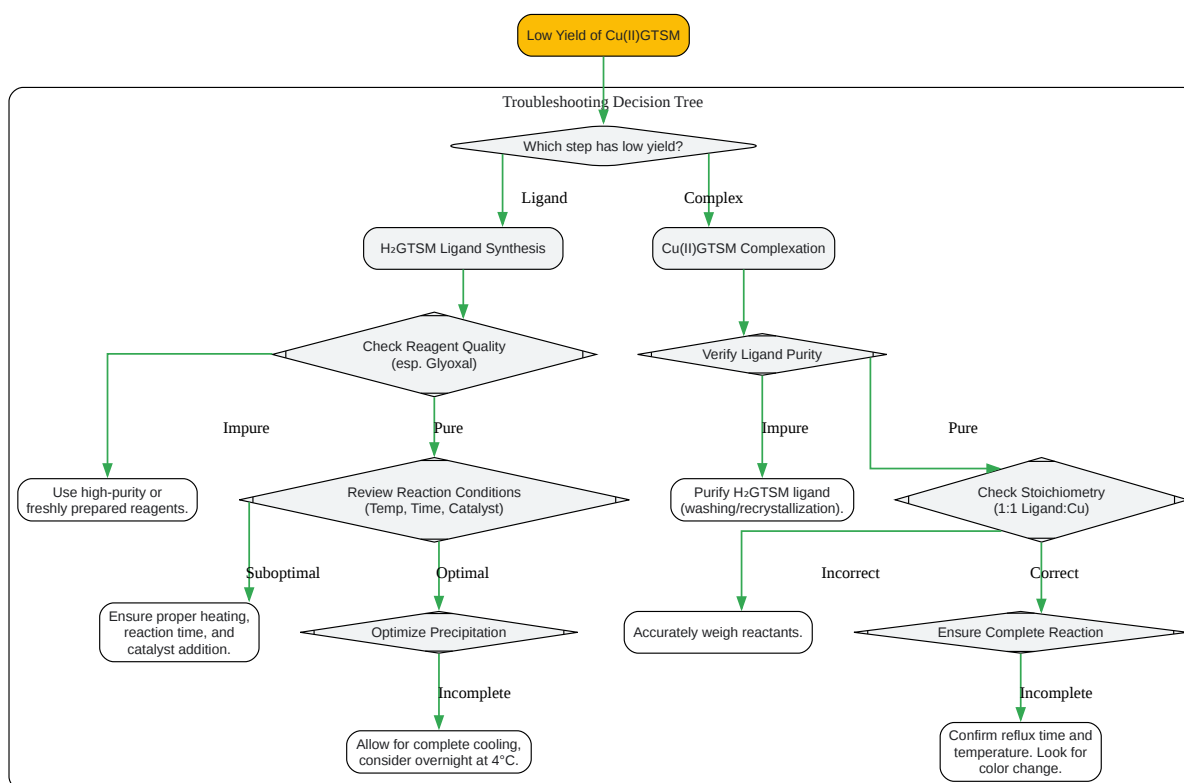 Low Yield of Cu(II)GTSM
Troubleshooting Decision Tree
Which step has low yield?
Ligand
Complex
H₂GTSM Ligand Synthesis
Cu(II)GTSM Complexation
Check Reagent Quality
(esp. Glyoxal)
Verify Ligand Purity
Impure
Pure
Impure
Pure
Use high-purity or
freshly prepared reagents.
Review Reaction Conditions
(Temp, Time, Catalyst)
Purify H₂GTSM ligand
(washing/recrystallization).
Check Stoichiometry
(1:1 Ligand:Cu)
Suboptimal
Optimal
Incorrect
Correct
Ensure proper heating,
reaction time, and
catalyst addition.
Optimize Precipitation
Accurately weigh reactants.
Ensure Complete Reaction
Incomplete
Incomplete
Allow for complete cooling,
consider overnight at 4°C.
Confirm reflux time and
temperature. Look for
color change.